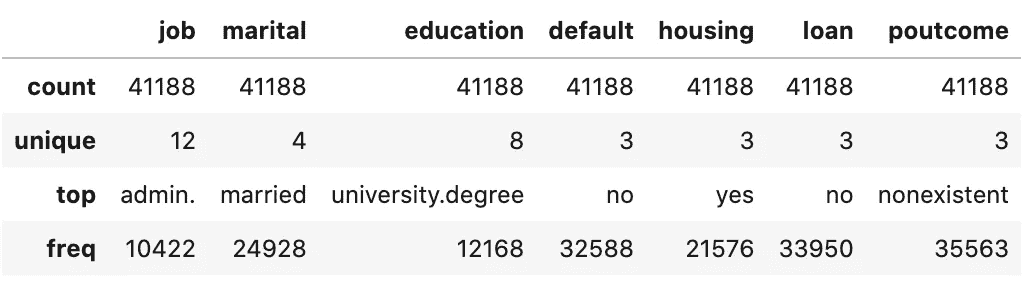 job marital education default housing loan poutcome
count 41188 41188 41188 41188 41188 41188 41188
unique 12 4 8 3 3 3 3
top admin. married university.degree no yes no nonexistent
freq 10422 24928 12168 32588 21576 33950 35563